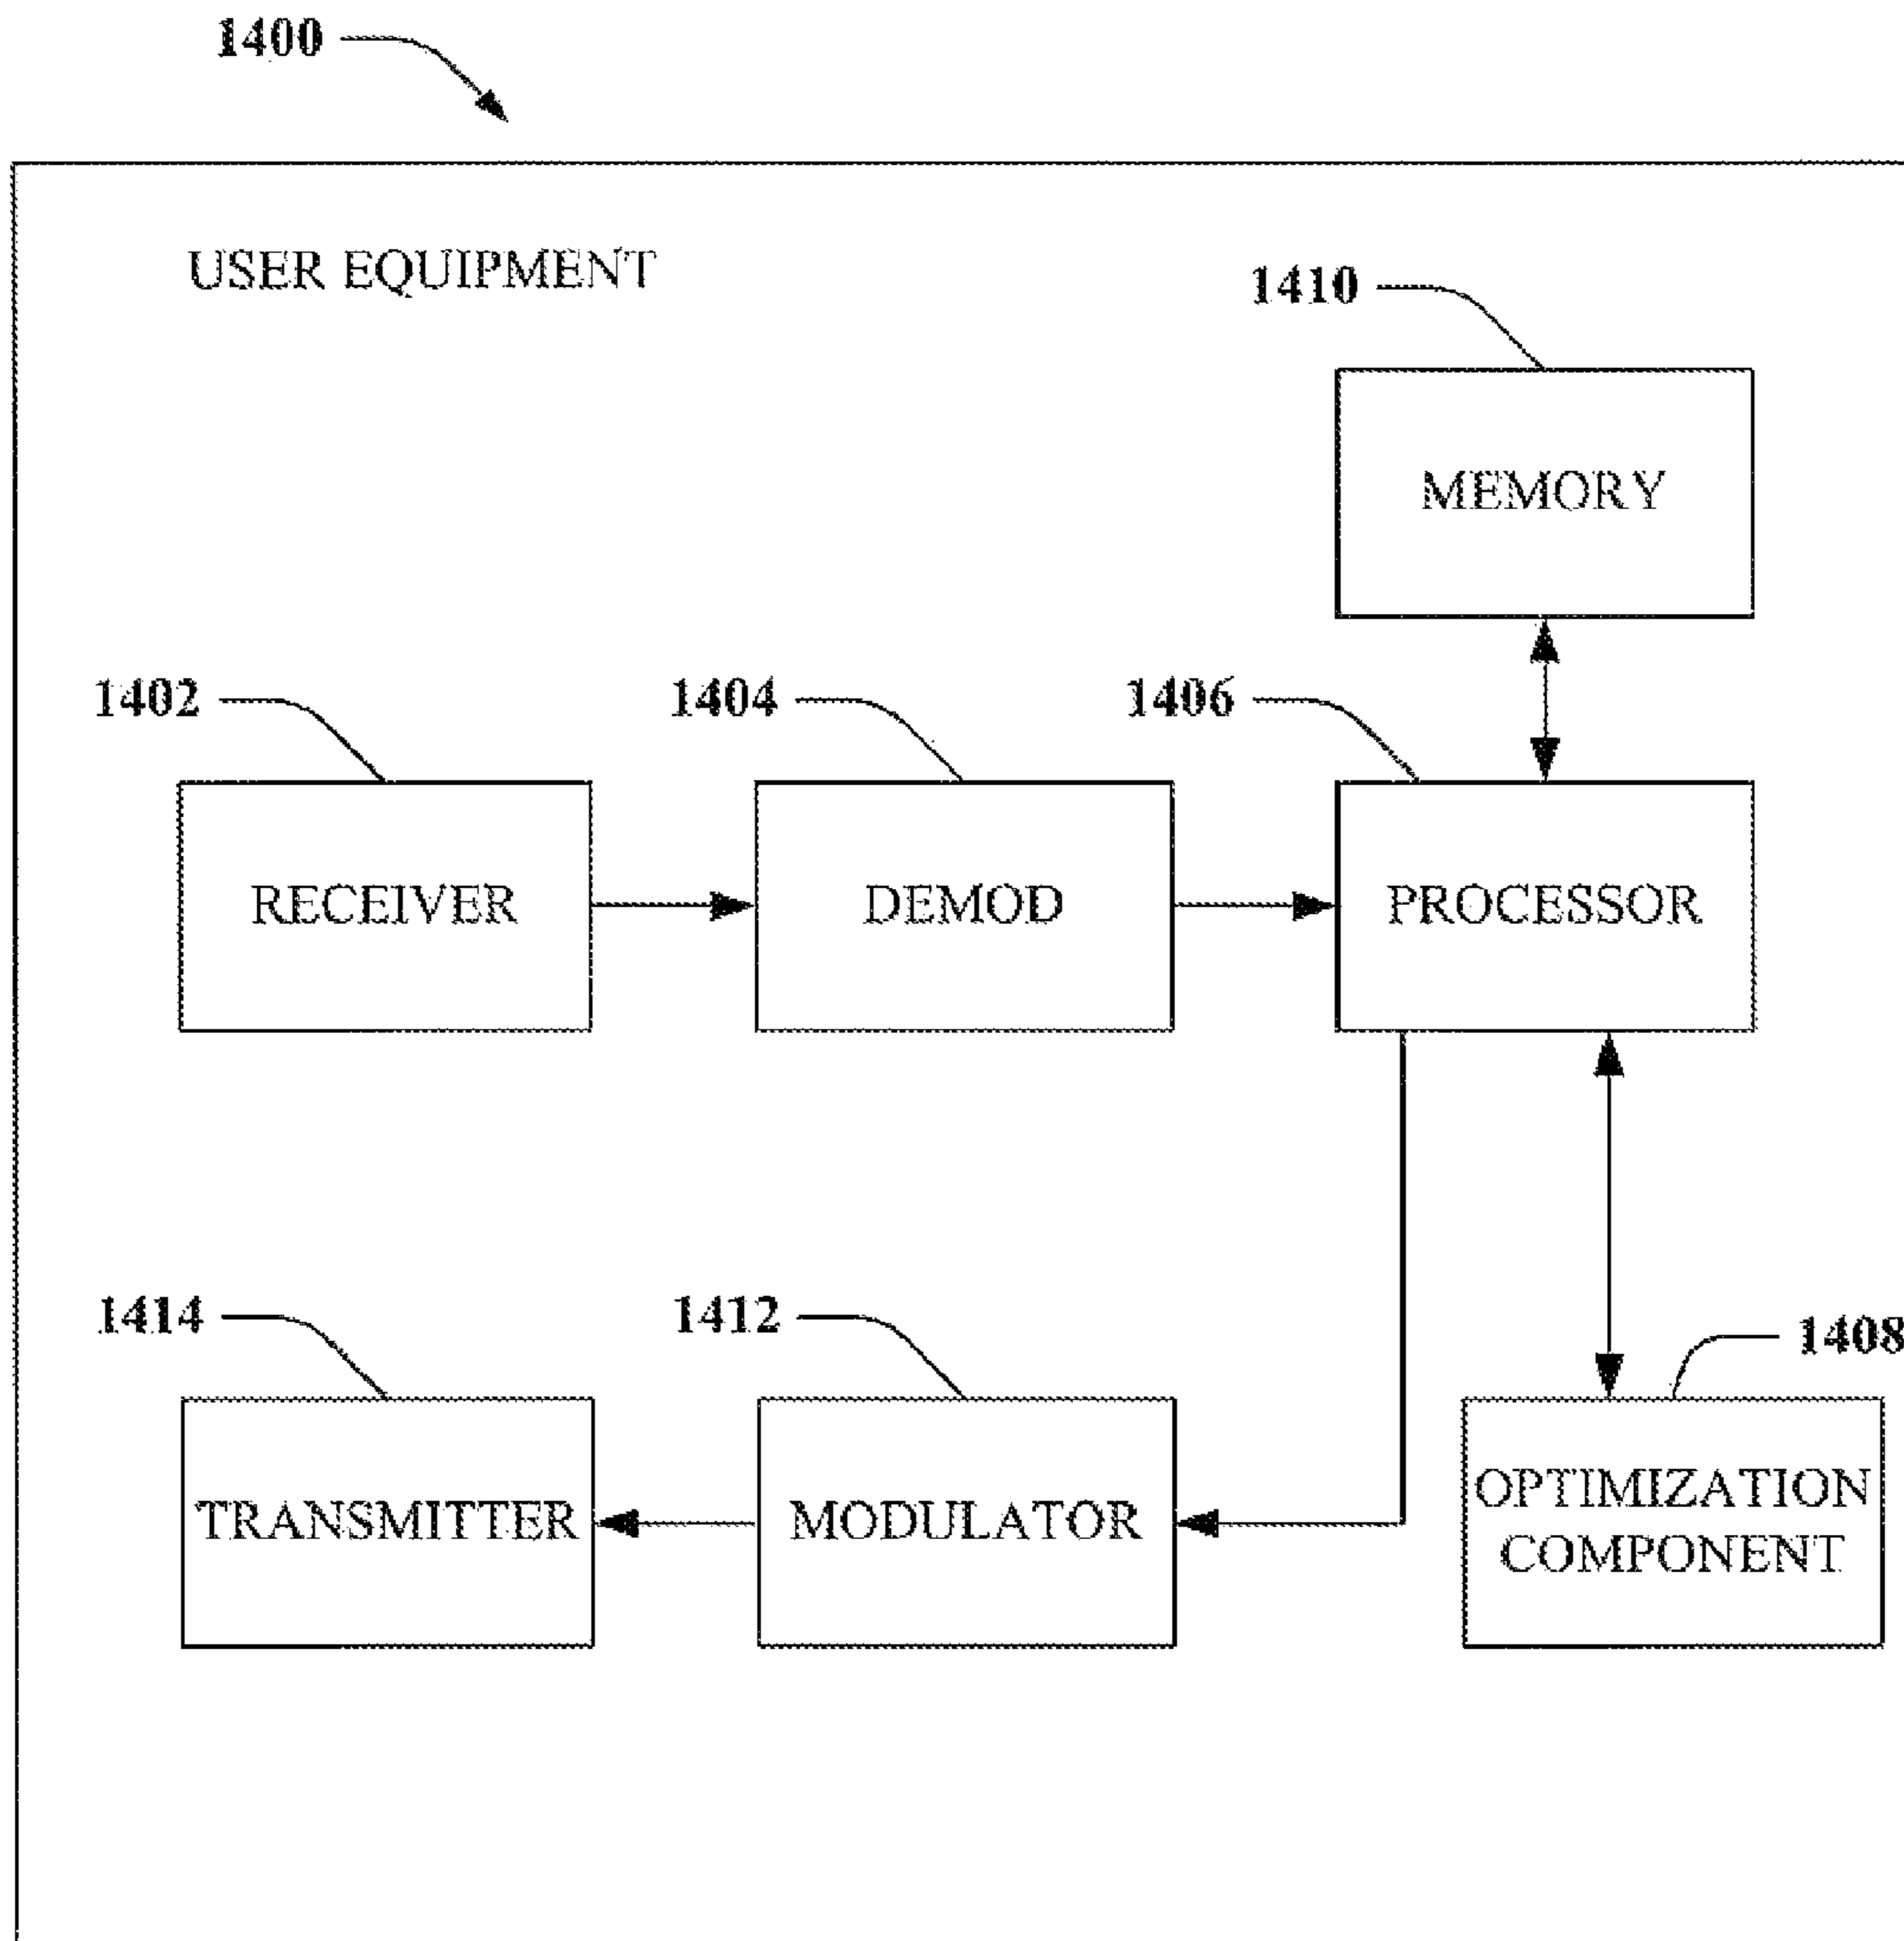 1400
USER EQUIPMENT
1410
MEMORY
1402
1404
1406
RECEIVER
DEMOD
PROCESSOR
1414
1412
1408
TRANSMITTER
MODULATOR
OPTIMIZATION
COMPONENT